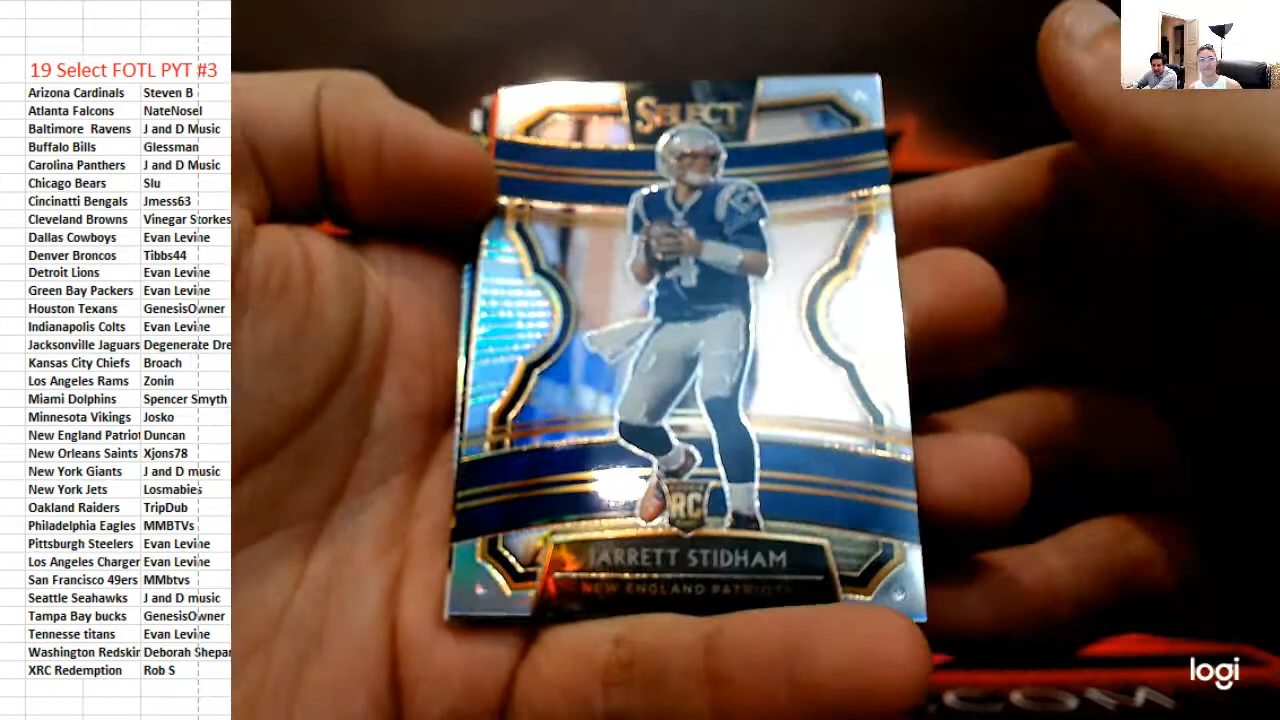 19 Select FOTL PYT #3
Arizona Cardinals Steven B
Atlanta Falcons NateNosel
Baltimore Ravens J and D Music
Buffalo Bills Glessman
Carolina Panthers J and D Music
Chicago Bears Slu
Cincinatti Bengals Jmess63
Cleveland Browns Vinegar Storkes
Dallas Cowboys Evan Levine
Denver Broncos Tibbs44
Detroit Lions Evan Levine
Green Bay Packers Evan Levine
Houston Texans GenesisOwner
Indianapolis Colts Evan Levine
Jacksonville Jaguars Degenerate Dre
Kansas City Chiefs Broach
Los Angeles Rams Zonin
Miami Dolphins Spencer Smyth
Minnesota Vikings Josko
New England Patriot Duncan
New Orleans Saints Xjons78
New York Giants J and D music
New York Jets Losmabies
Oakland Raiders TripDub
Philadelphia Eagles MMBTVs
Pittsburgh Steelers Evan Levine
Los Angeles Charger Evan Levine
San Francisco 49ers MMbtvs
Seattle Seahawks J and D music
Tampa Bay bucks GenesisOwner
Tennesse titans Evan Levine
Washington Redskin Deborah Shepar
XRC Redemption Rob S
SELECT
4
RC
JARRETT STIDHAM
NEW ENGLAND PATRIOTS
.COM
logi